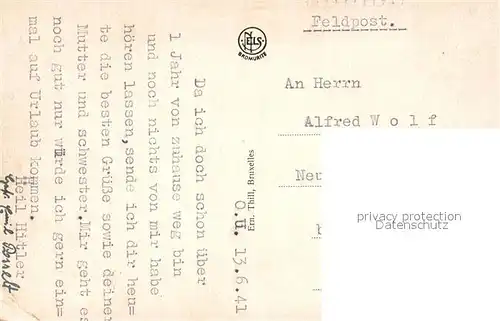 Feldpost.
NELS
BROMURITE
An Herrn
Alfred Wolf
Neu
Ern. Thill, Bruxelles
privacy protection
Datenschutz
O.U. 13.6.41
Da ich doch schon über
1 Jahr von zuhause weg bin
und noch nichts von mir habe
hören lassen,sende ich dir heu=
te die besten Größe sowie deiner
Mutter und schwester.Mir geht es
noch gut nur würde ich gern ein=
mal auf Urlaub kommen.
Heil Hitler
Emil